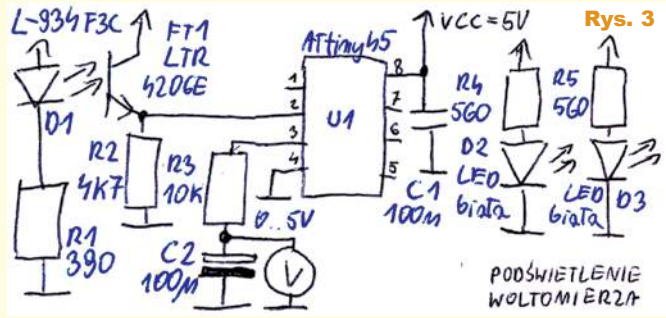 Rys. 3
L-934F3C
FT1
LTR
4206E
D1
R1
390
R2
4K7
R3
10K
C2
100µ
V
0..5V
ATtiny45
U1
1
2
3
4
8
7
6
5
VCC=5V
C1
100n
R4
560
D2
LED
biała
R5
560
LED
biała
D3
PODŚWIETLENIE
WOLTOMIERZA